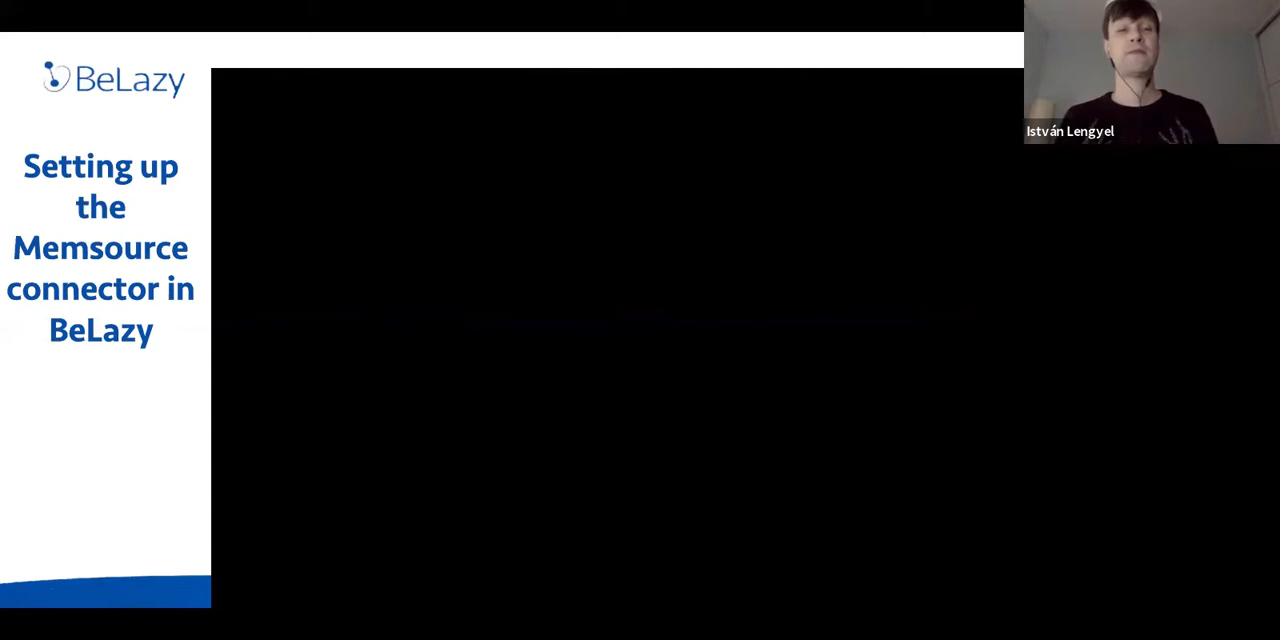 BeLazy
István Lengyel
Setting up
the
Memsource
connector in
BeLazy